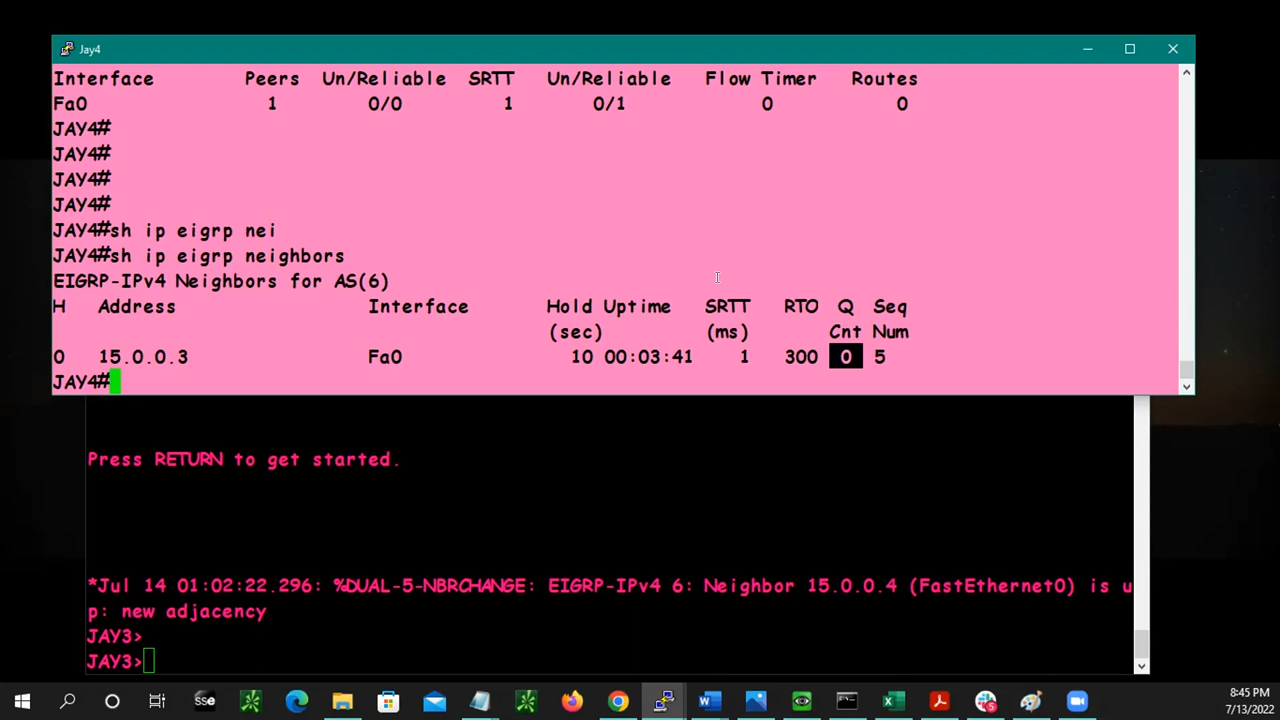 Jay4
Interface Peers Un/Reliable SRTT Un/Reliable Flow Timer Routes
Fa0 1 0/0 1 0/1 0 0
JAY4#
JAY4#
JAY4#
JAY4#
JAY4#sh ip eigrp nei
JAY4#sh ip eigrp neighbors
EIGRP-IPv4 Neighbors for AS(6)
H Address Interface Hold Uptime SRTT RTO Q Seq
(sec) (ms) Cnt Num
0 15.0.0.3 Fa0 10 00:03:41 1 300 0 5
JAY4#
Press RETURN to get started.
*Jul 14 01:02:22.296: %DUAL-5-NBRCHANGE: EIGRP-IPv4 6: Neighbor 15.0.0.4 (FastEthernet0) is u
p: new adjacency
JAY3>
JAY3>
sse
5
8:45 PM
7/13/2022